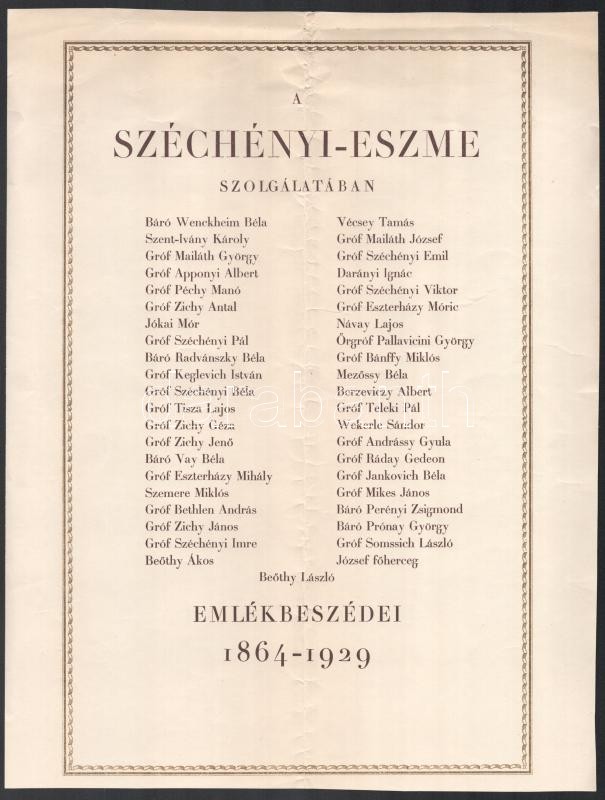 A
SZÉCHÉNYI-ESZME
SZOLGÁLATÁBAN
Báró Wenckheim Béla
Szent-Ivány Károly
Gróf Mailáth György
Gróf Apponyi Albert
Gróf Péchy Manó
Gróf Zichy Antal
Jókai Mór
Gróf Széchényi Pál
Báró Radvánszky Béla
Gróf Keglevich István
Gróf Széchényi Béla
Gróf Tisza Lajos
Gróf Zichy Géza
Gróf Zichy Jenő
Báró Vay Béla
Gróf Eszterházy Mihály
Szemere Miklós
Gróf Bethlen András
Gróf Zichy János
Gróf Széchényi Imre
Beőthy Ákos
Vécsey Tamás
Gróf Mailáth József
Gróf Széchényi Emil
Darányi Ignác
Gróf Széchényi Viktor
Gróf Eszterházy Móric
Návay Lajos
Őrgróf Pallavicini György
Gróf Bánffy Miklós
Mezőssy Béla
Berzeviczy Albert
Gróf Teleki Pál
Wekerle Sándor
Gróf Andrássy Gyula
Gróf Ráday Gedeon
Gróf Jankovich Béla
Gróf Mikes János
Báró Perényi Zsigmond
Báró Prónay György
Gróf Somssich László
József főherceg
Beőthy László
EMLÉKBESZÉDEI
1864-1929